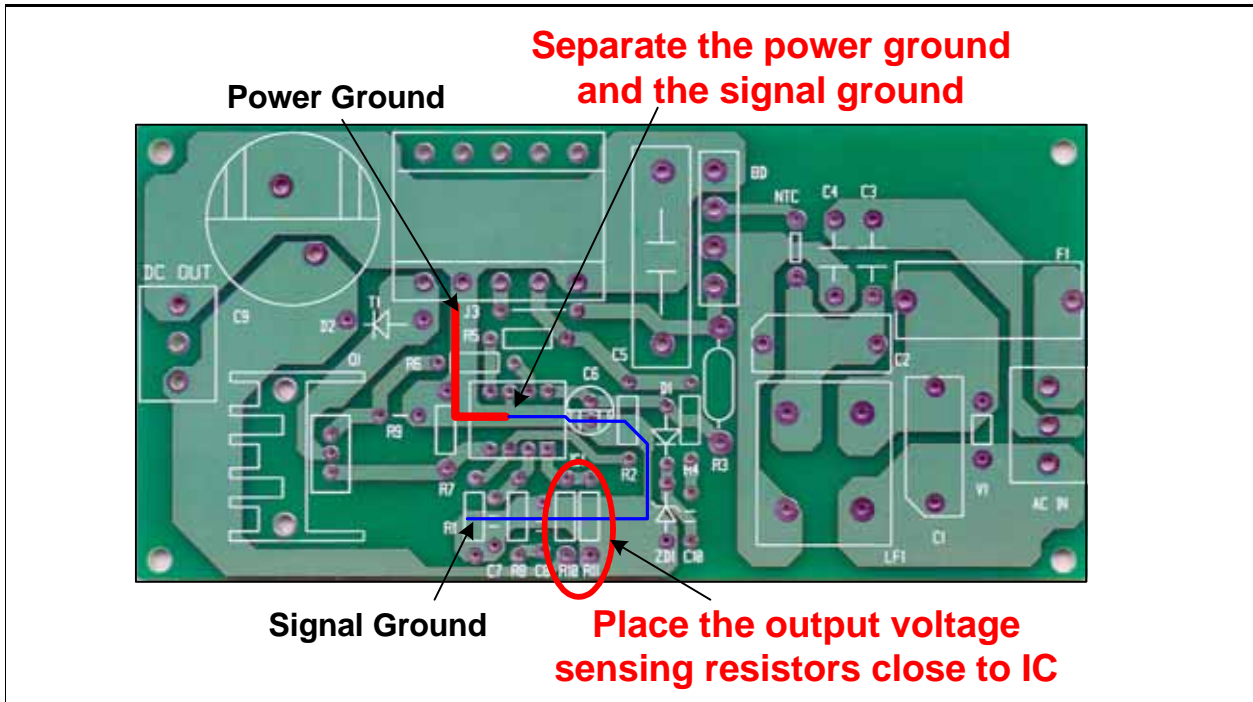 Separate the power ground
and the signal ground
Power Ground
BD
NTC
C4
C3
F1
DC OUT
C9
T1
D2
J3
R5
C5
C2
Q1
R6
C6
D1
R9
R2
R4
R3
R7
V1
AC IN
R1
C7
R8
C8
R10
R11
ZD1
C10
LF1
C1
Signal Ground
Place the output voltage
sensing resistors close to IC